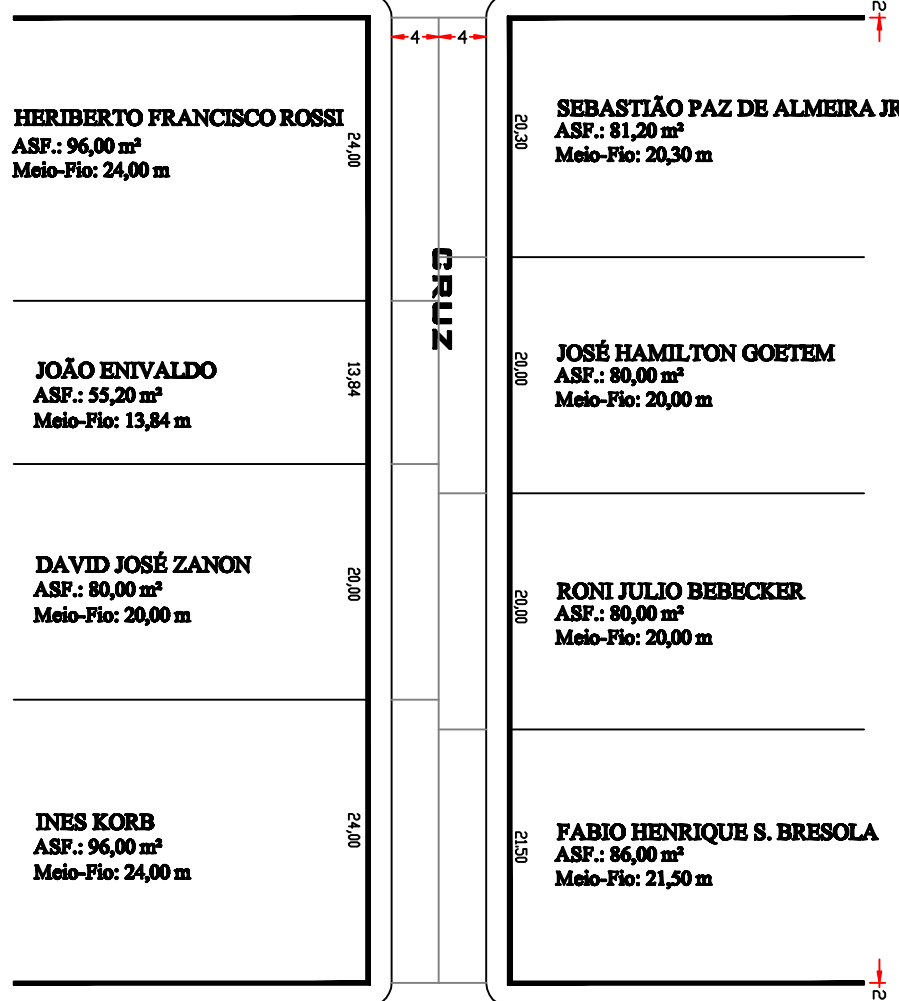 2
4
4
HERIBERTO FRANCISCO ROSSI
ASF.: 96,00 m²
Meio-Fio: 24,00 m
24,00
20,30
SEBASTIÃO PAZ DE ALMEIRA JR
ASF.: 81,20 m²
Meio-Fio: 20,30 m
CRUZ
JOÃO ENIVALDO
ASF.: 55,20 m²
Meio-Fio: 13,84 m
13,84
20,00
JOSÉ HAMILTON GOETEM
ASF.: 80,00 m²
Meio-Fio: 20,00 m
DAVID JOSÉ ZANON
ASF.: 80,00 m²
Meio-Fio: 20,00 m
20,00
20,00
RONI JULIO BEBECKER
ASF.: 80,00 m²
Meio-Fio: 20,00 m
INES KORB
ASF.: 96,00 m²
Meio-Fio: 24,00 m
24,00
21,50
FABIO HENRIQUE S. BRESOLA
ASF.: 86,00 m²
Meio-Fio: 21,50 m
2